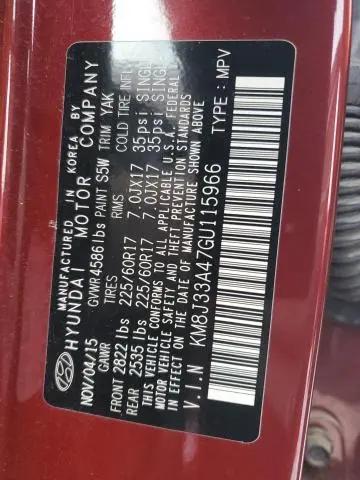 MANUFACTURED IN KOREA BY
HYUNDAI MOTOR COMPANY
NOV/04/15 GVWR 4586 lbs PAINT S5W TRIM YAK
GAWR TIRES RIMS COLD TIRE INFL
FRONT 2822 lbs 225/60R17 7.0JX17 35psi SINGL
REAR 2535 lbs 225/60R17 7.0JX17 35psi SINGL
THIS VEHICLE CONFORMS TO ALL APPLICABLE U.S.A. FEDERAL
MOTOR VEHICLE SAFETY, BUMPER, AND THEFT PREVENTION STANDARDS
IN EFFECT ON THE DATE OF MANUFACTURE SHOWN ABOVE
V.I.N KM8J33A47GU115966 TYPE: MPV